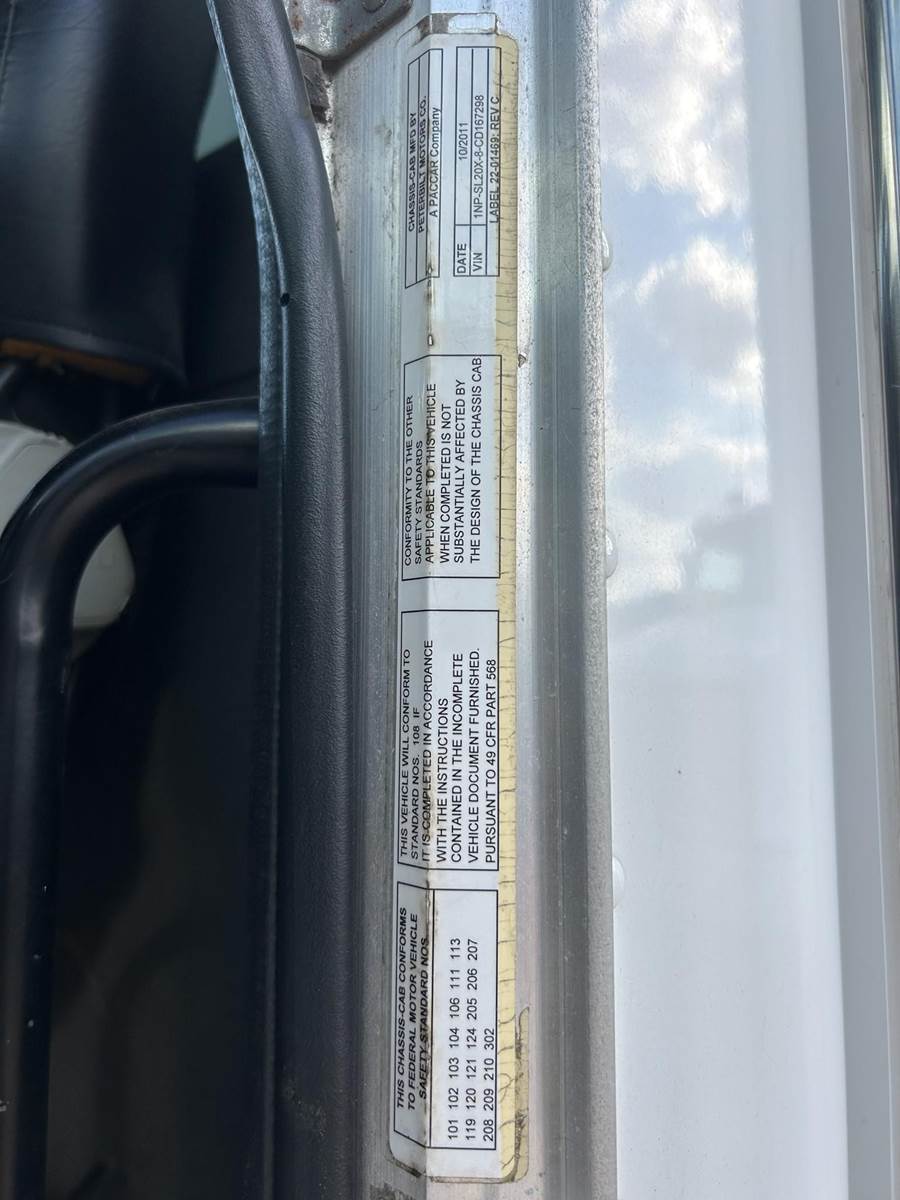 THIS CHASSIS-CAB CONFORMS
TO FEDERAL MOTOR VEHICLE
SAFETY STANDARD NOS.
101 102 103 104 106 111 113
119 120 121 124 205 206 207
208 209 210 302
THIS VEHICLE WILL CONFORM TO
STANDARD NOS. 108 IF
IT IS COMPLETED IN ACCORDANCE
WITH THE INSTRUCTIONS
CONTAINED IN THE INCOMPLETE
VEHICLE DOCUMENT FURNISHED.
PURSUANT TO 49 CFR PART 568
CONFORMITY TO THE OTHER
SAFETY STANDARDS
APPLICABLE TO THIS VEHICLE
WHEN COMPLETED IS NOT
SUBSTANTIALLY AFFECTED BY
THE DESIGN OF THE CHASSIS CAB
CHASSIS-CAB MFD BY
PETERBILT MOTORS CO.
A PACCAR Company
DATE 10/2011
VIN 1NP-SL20X-8-CD167298
LABEL 22-01469: REV C